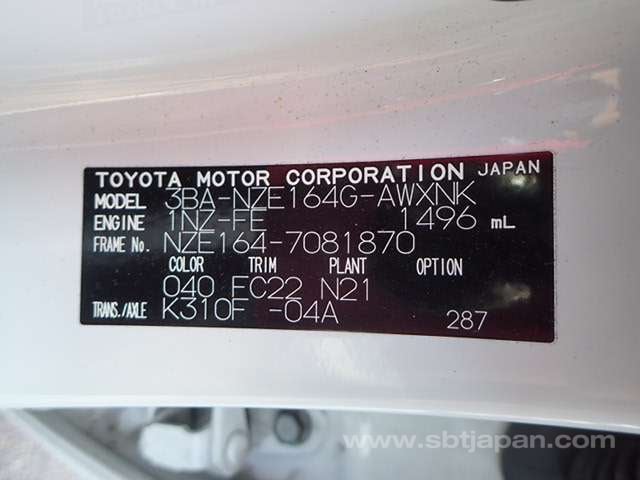 TOYOTA MOTOR CORPORATION JAPAN
MODEL 3BA-NZE164G-AWXNK
ENGINE 1NZ-FE 1496 mL
FRAME No. NZE164-7081870
COLOR TRIM PLANT OPTION
040 FC22 N21
TRANS./AXLE K310F -04A 287
www.sbtjapan.com